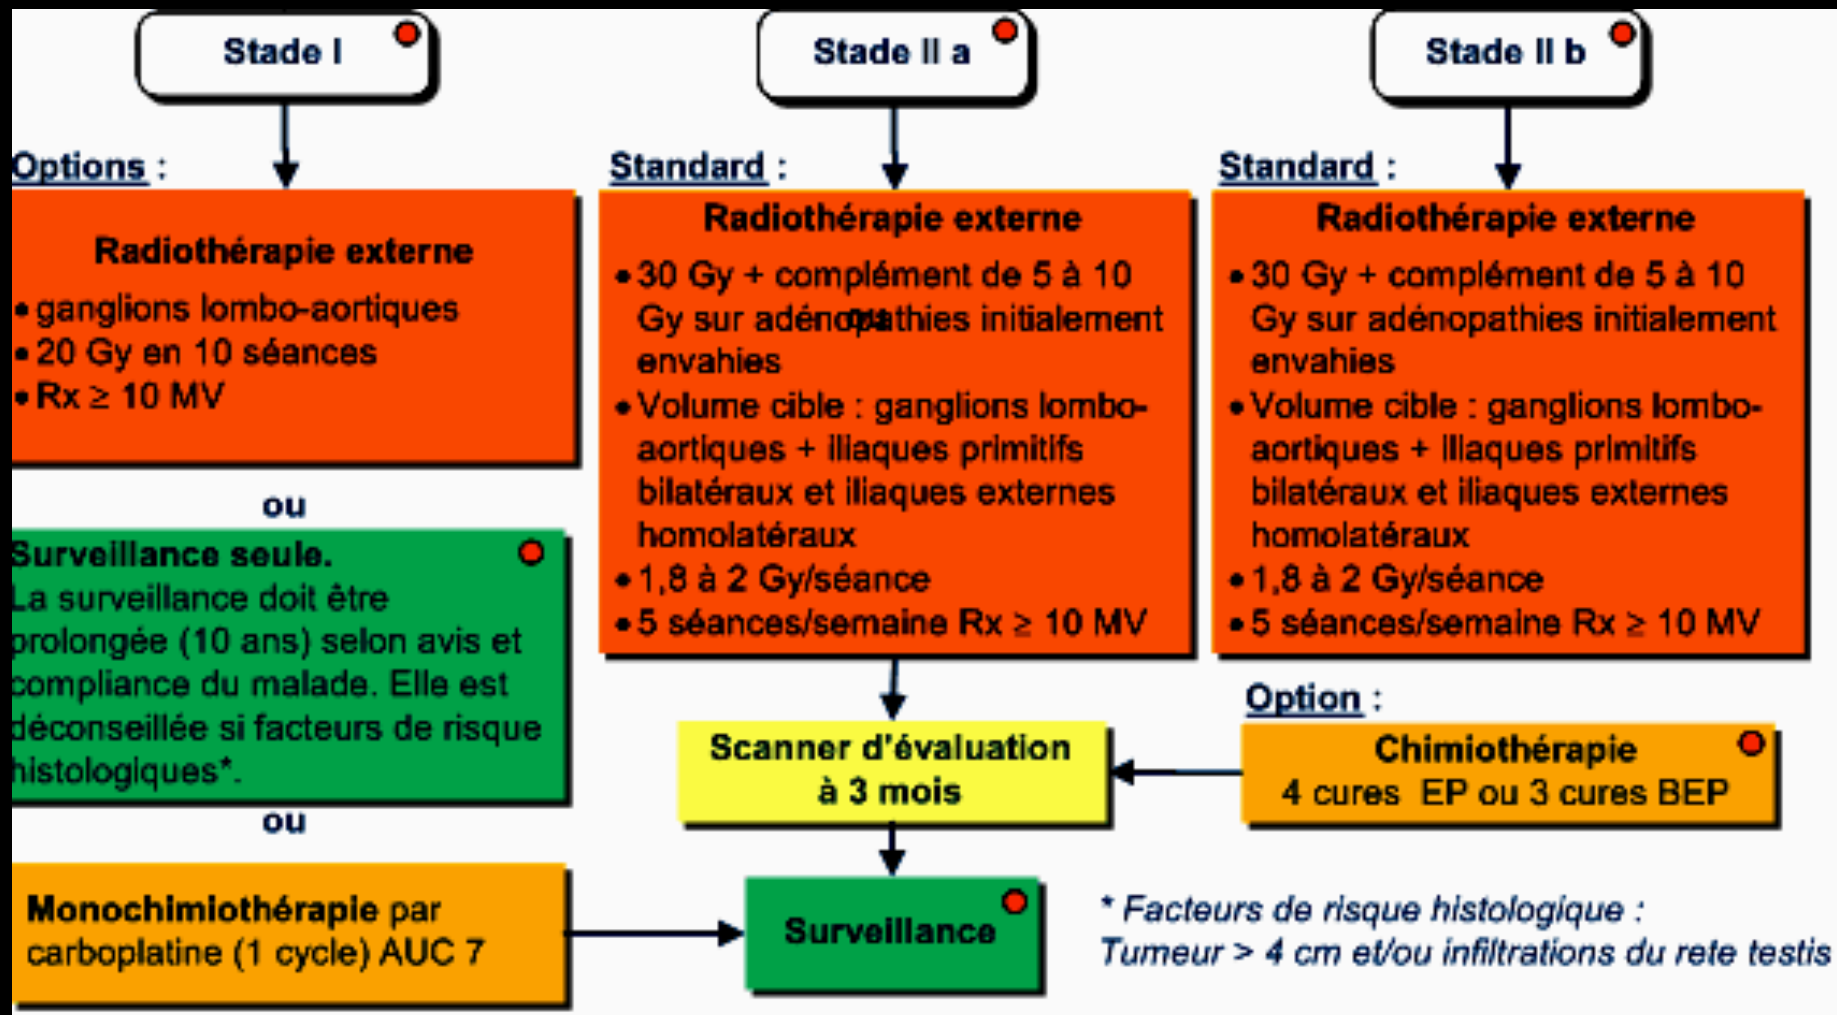 Stade I
Stade II a
Stade II b
Options :
Radiothérapie externe
• ganglions lombo-aortiques
• 20 Gy en 10 séances
• Rx ≥ 10 MV
ou
Surveillance seule.
La surveillance doit être
prolongée (10 ans) selon avis et
compliance du malade. Elle est
déconseillée si facteurs de risque
histologiques*.
ou
Monochimiothérapie par
carboplatine (1 cycle) AUC 7
Standard :
Radiothérapie externe
• 30 Gy + complément de 5 à 10
Gy sur adénopathies initialement
envahies
• Volume cible : ganglions lombo-
aortiques + iliaques primitifs
bilatéraux et iliaques externes
homolatéraux
• 1,8 à 2 Gy/séance
• 5 séances/semaine Rx ≥ 10 MV
Scanner d'évaluation
à 3 mois
Surveillance
Standard :
Radiothérapie externe
• 30 Gy + complément de 5 à 10
Gy sur adénopathies initialement
envahies
• Volume cible : ganglions lombo-
aortiques + iliaques primitifs
bilatéraux et iliaques externes
homolatéraux
• 1,8 à 2 Gy/séance
• 5 séances/semaine Rx ≥ 10 MV
Option :
Chimiothérapie
4 cures EP ou 3 cures BEP
* Facteurs de risque histologique :
Tumeur > 4 cm et/ou infiltrations du rete testis